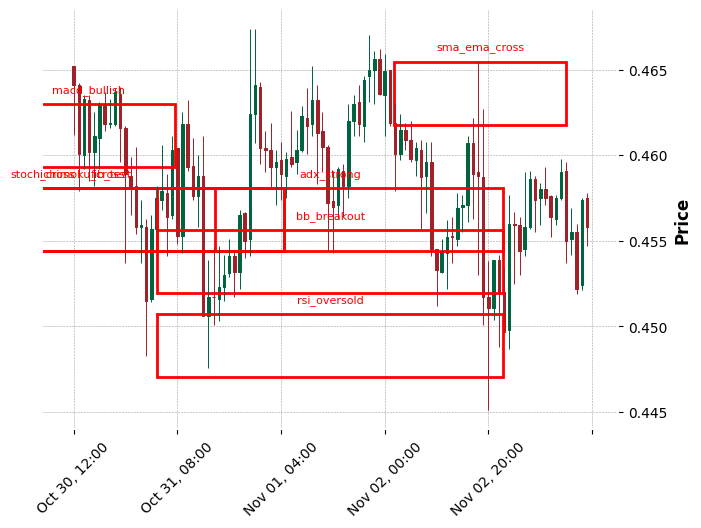 sma_ema_cross
macd_bullish
adx_strong
bb_breakout
rsi_oversold
0.465
0.460
0.455
0.450
0.445
Price
Oct 30, 12:00
Oct 31, 08:00
Nov 01, 04:00
Nov 02, 00:00
Nov 02, 20:00